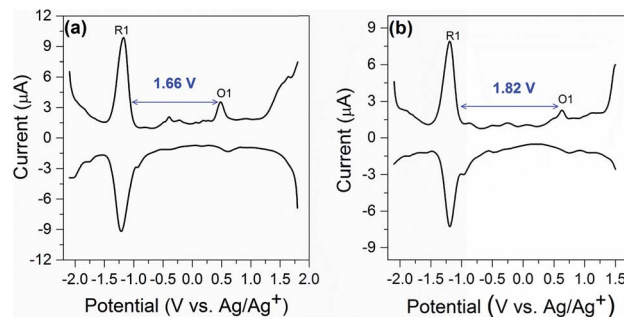 (a)
R1
1.66 V
O1
Current (μA)
12
9
6
3
0
-3
-6
-9
-12
-2.0 -1.5 -1.0 -0.5 0.0 0.5 1.0 1.5 2.0
Potential (V vs. Ag/Ag⁺)
(b)
R1
1.82 V
O1
Current (μA)
9
6
3
0
-3
-6
-9
-2.0 -1.5 -1.0 -0.5 0.0 0.5 1.0 1.5
Potential (V vs. Ag/Ag⁺)